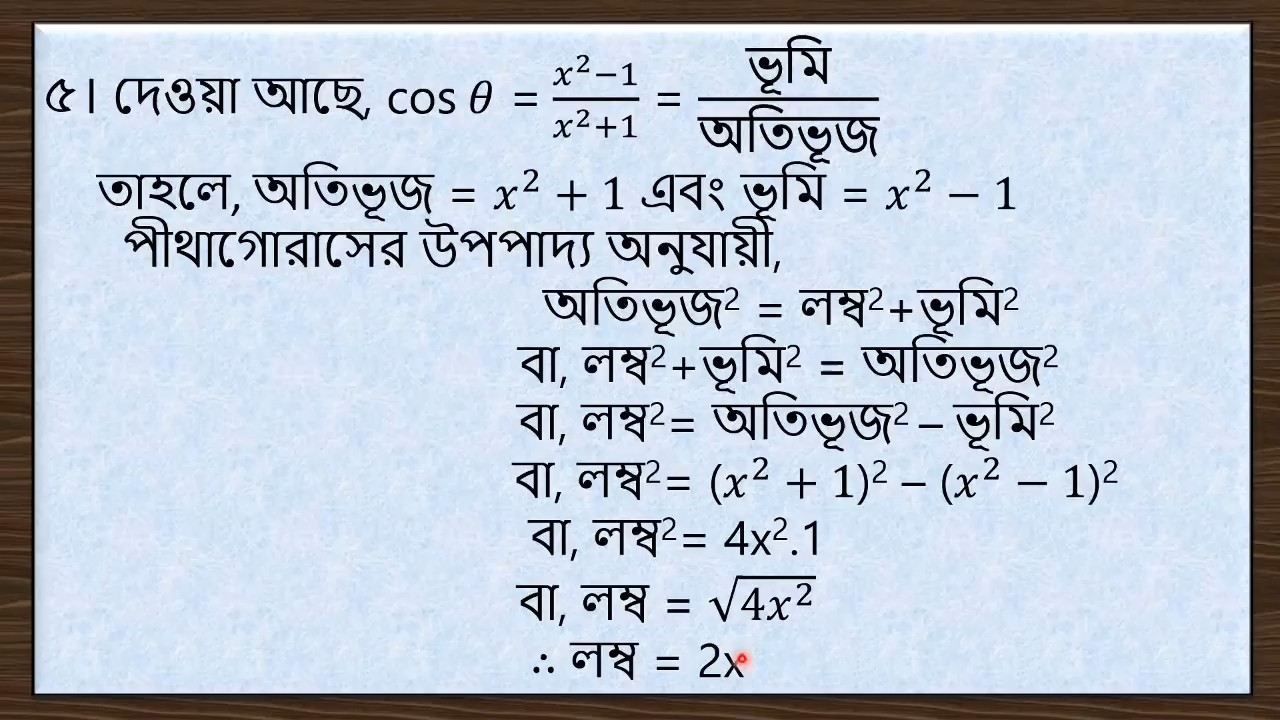 ৫। দেওয়া আছে, cos θ = (x²−1)/(x²+1) = ভূমি/অতিভূজ
তাহলে, অতিভূজ = x² + 1 এবং ভূমি = x² − 1
পীথাগোরাসের উপপাদ্য অনুযায়ী,
অতিভূজ² = লম্ব²+ভূমি²
বা, লম্ব²+ভূমি² = অতিভূজ²
বা, লম্ব²= অতিভূজ² – ভূমি²
বা, লম্ব²= (x² + 1)² – (x² − 1)²
বা, লম্ব²= 4x².1
বা, লম্ব = √4x²
∴ লম্ব = 2x